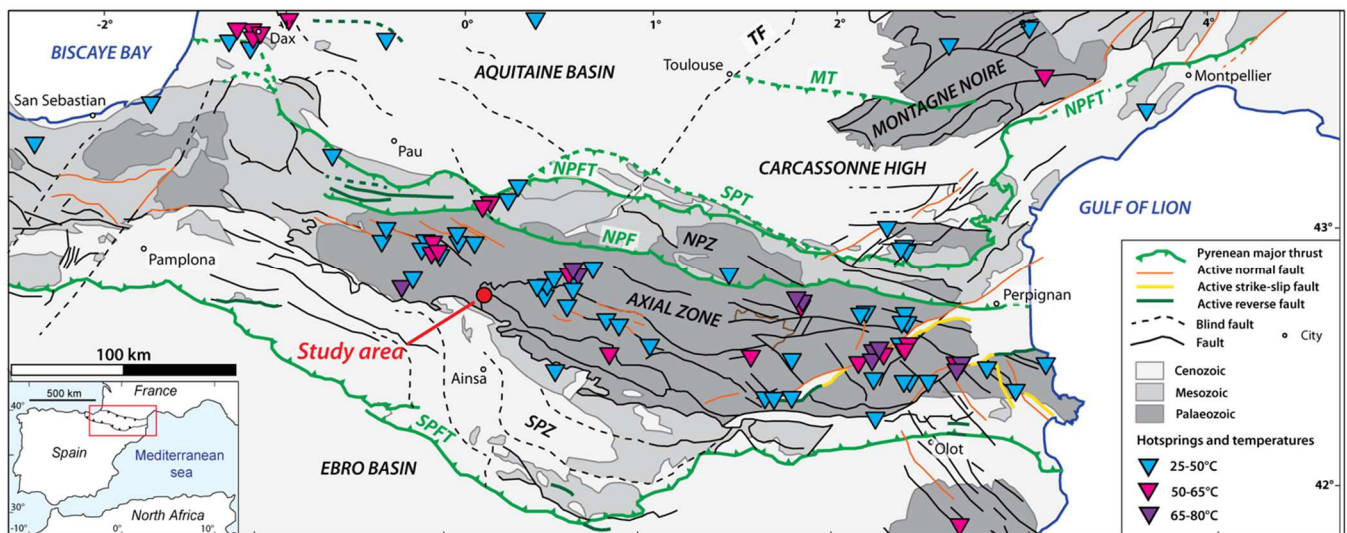 -2
0°
1°
2°
4°
BISCAYE BAY
Dax
AQUITAINE BASIN
Toulouse
TF
MT
MONTAGNE NOIRE
Montpellier
NPFT
San Sebastian
Pau
NPFT
SPT
CARCASSONNE HIGH
GULF OF LION
43°
NPF
NPZ
Pamplona
AXIAL ZONE
Perpignan
Study area
Ainsa
SPZ
SPFT
EBRO BASIN
Olot
42°
100 km
500 km
France
40°
Spain
Mediterranean
sea
30°
North Africa
-10°
0°
10°
Pyrenean major thrust
Active normal fault
Active strike-slip fault
Active reverse fault
Blind fault
City
Fault
Cenozoic
Mesozoic
Palaeozoic
Hotsprings and temperatures
25-50°C
50-65°C
65-80°C